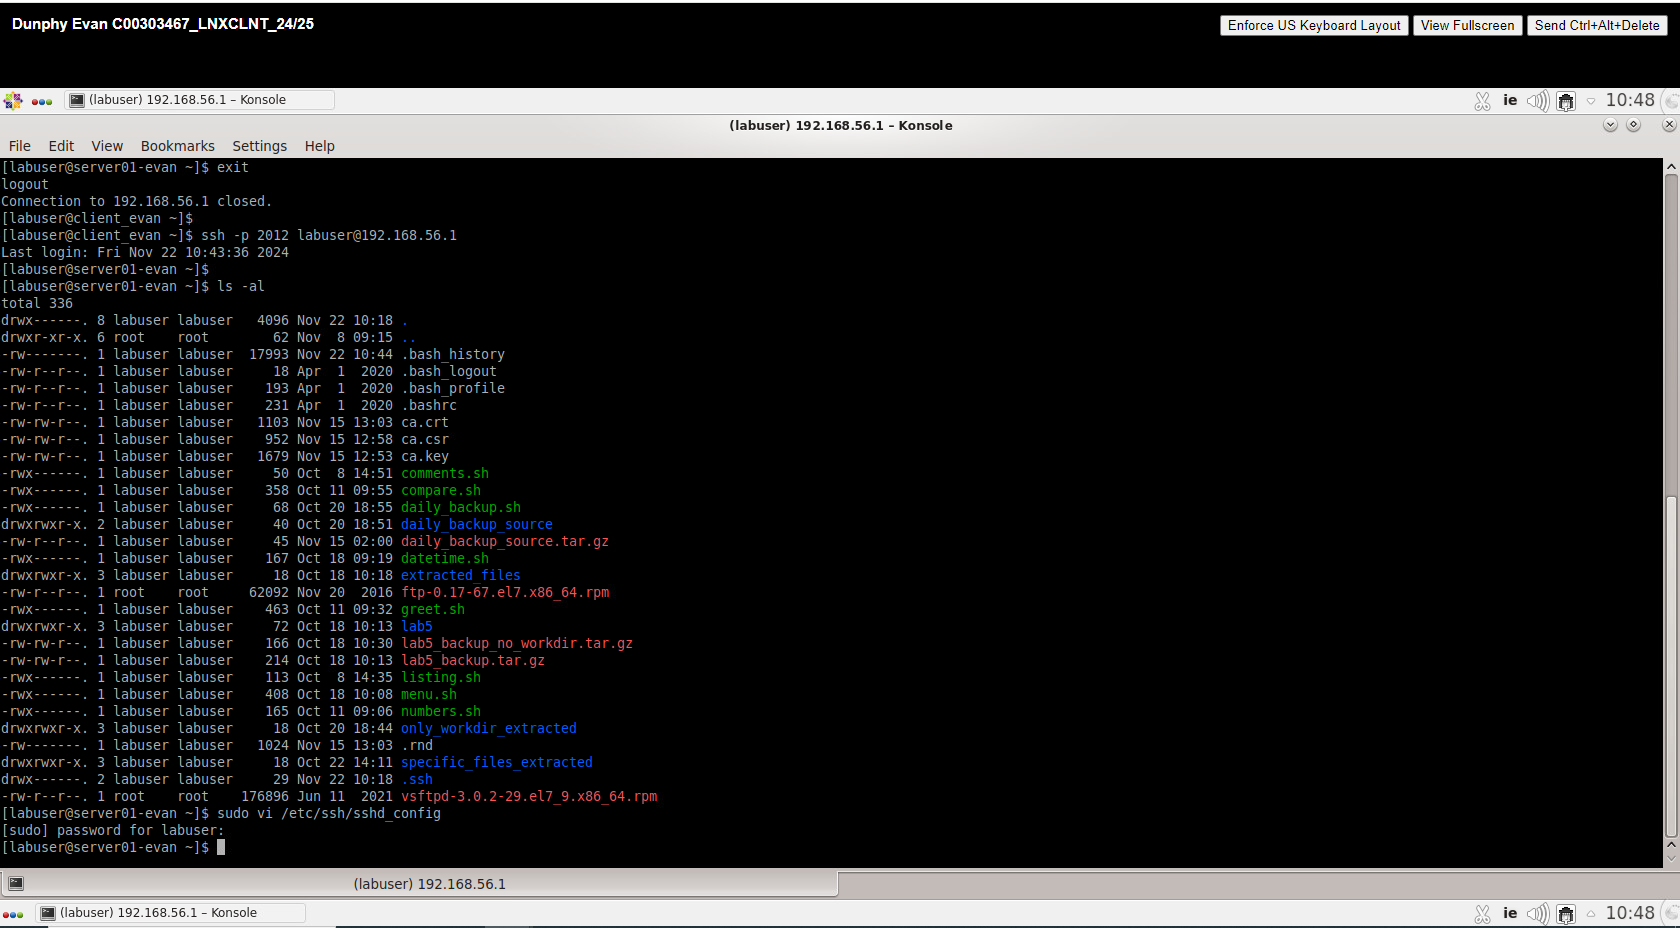 Dunphy Evan C00303467_LNXCLNT_24/25
Enforce US Keyboard Layout View Fullscreen Send Ctrl+Alt+Delete
(labuser) 192.168.56.1 – Konsole
ie 10:48
(labuser) 192.168.56.1 – Konsole
File Edit View Bookmarks Settings Help
[labuser@server01-evan ~]$ exit
logout
Connection to 192.168.56.1 closed.
[labuser@client_evan ~]$
[labuser@client_evan ~]$ ssh -p 2012 labuser@192.168.56.1
Last login: Fri Nov 22 10:43:36 2024
[labuser@server01-evan ~]$
[labuser@server01-evan ~]$ ls -al
total 336
drwx------. 8 labuser labuser   4096 Nov 22 10:18 .
drwxr-xr-x. 6 root    root        62 Nov  8 09:15 ..
-rw-------. 1 labuser labuser  17993 Nov 22 10:44 .bash_history
-rw-r--r--. 1 labuser labuser     18 Apr  1  2020 .bash_logout
-rw-r--r--. 1 labuser labuser    193 Apr  1  2020 .bash_profile
-rw-r--r--. 1 labuser labuser    231 Apr  1  2020 .bashrc
-rw-rw-r--. 1 labuser labuser   1103 Nov 15 13:03 ca.crt
-rw-rw-r--. 1 labuser labuser    952 Nov 15 12:58 ca.csr
-rw-rw-r--. 1 labuser labuser   1679 Nov 15 12:53 ca.key
-rwx------. 1 labuser labuser     50 Oct  8 14:51 comments.sh
-rwx------. 1 labuser labuser    358 Oct 11 09:55 compare.sh
-rwx------. 1 labuser labuser     68 Oct 20 18:55 daily_backup.sh
drwxrwxr-x. 2 labuser labuser     40 Oct 20 18:51 daily_backup_source
-rw-r--r--. 1 labuser labuser     45 Nov 15 02:00 daily_backup_source.tar.gz
-rwx------. 1 labuser labuser    167 Oct 18 09:19 datetime.sh
drwxrwxr-x. 3 labuser labuser     18 Oct 18 10:18 extracted_files
-rw-r--r--. 1 root    root     62092 Nov 20  2016 ftp-0.17-67.el7.x86_64.rpm
-rwx------. 1 labuser labuser    463 Oct 11 09:32 greet.sh
drwxrwxr-x. 3 labuser labuser     72 Oct 18 10:13 lab5
-rw-rw-r--. 1 labuser labuser    166 Oct 18 10:30 lab5_backup_no_workdir.tar.gz
-rw-rw-r--. 1 labuser labuser    214 Oct 18 10:13 lab5_backup.tar.gz
-rwx------. 1 labuser labuser    113 Oct  8 14:35 listing.sh
-rwx------. 1 labuser labuser    408 Oct 18 10:08 menu.sh
-rwx------. 1 labuser labuser    165 Oct 11 09:06 numbers.sh
drwxrwxr-x. 3 labuser labuser     18 Oct 20 18:44 only_workdir_extracted
-rw-------. 1 labuser labuser   1024 Nov 15 13:03 .rnd
drwxrwxr-x. 3 labuser labuser     18 Oct 22 14:11 specific_files_extracted
drwx------. 2 labuser labuser     29 Nov 22 10:18 .ssh
-rw-r--r--. 1 root    root    176896 Jun 11  2021 vsftpd-3.0.2-29.el7_9.x86_64.rpm
[labuser@server01-evan ~]$ sudo vi /etc/ssh/sshd_config
[sudo] password for labuser:
[labuser@server01-evan ~]$
(labuser) 192.168.56.1
(labuser) 192.168.56.1 – Konsole
ie 10:48